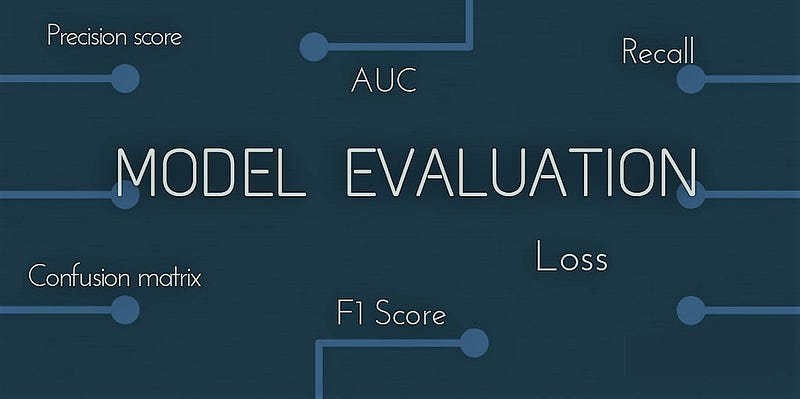 Precision score
AUC
Recall
MODEL EVALUATION
Confusion matrix
Loss
F1 Score